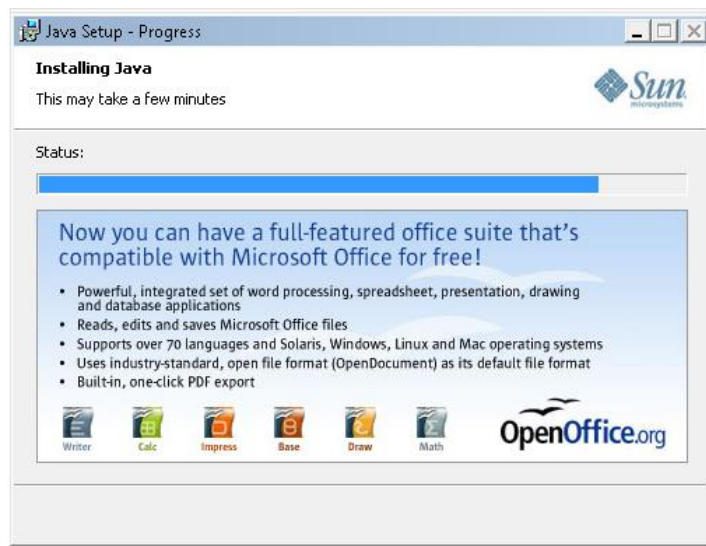 Java Setup - Progress
Installing Java
This may take a few minutes
Sun
microsystems
Status:
Now you can have a full-featured office suite that's
compatible with Microsoft Office for free!
• Powerful, integrated set of word processing, spreadsheet, presentation, drawing
and database applications
• Reads, edits and saves Microsoft Office files
• Supports over 70 languages and Solaris, Windows, Linux and Mac operating systems
• Uses industry-standard, open file format (OpenDocument) as its default file format
• Built-in, one-click PDF export
Writer Calc Impress Base Draw Math
OpenOffice.org